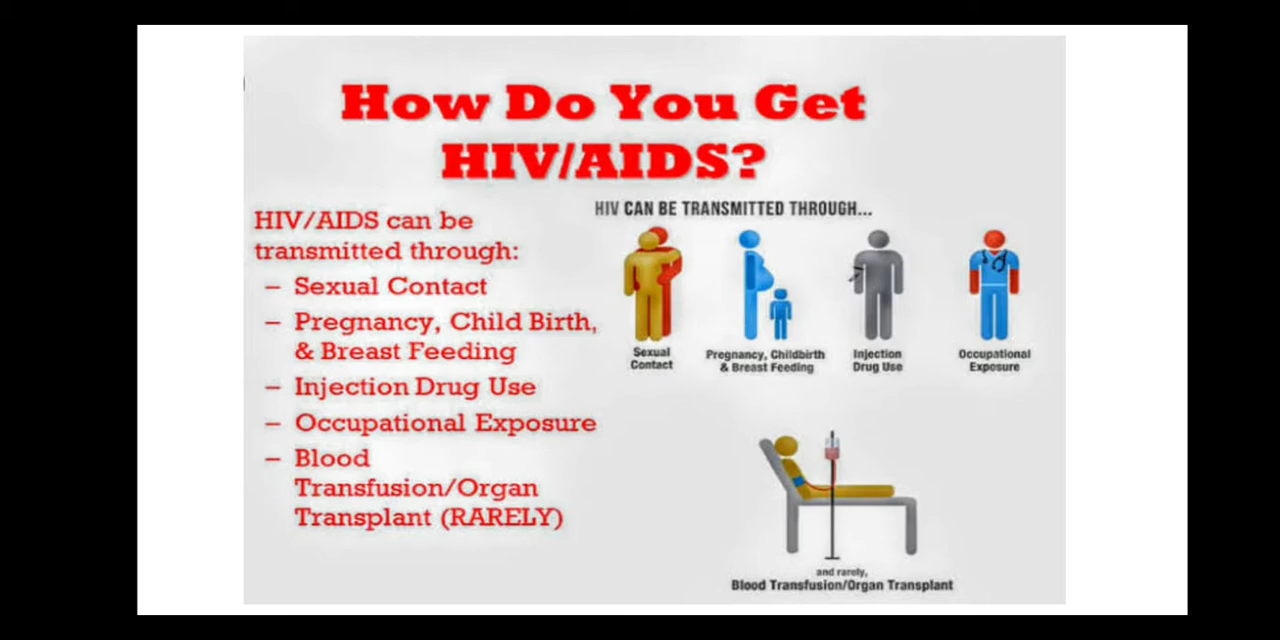 How Do You Get
HIV/AIDS?
HIV/AIDS can be
transmitted through:
– Sexual Contact
– Pregnancy, Child Birth,
& Breast Feeding
– Injection Drug Use
– Occupational Exposure
– Blood
Transfusion/Organ
Transplant (RARELY)
HIV CAN BE TRANSMITTED THROUGH...
Sexual
Contact
Pregnancy, Childbirth
& Breast Feeding
Injection
Drug Use
Occupational
Exposure
and rarely,
Blood Transfusion/Organ Transplant